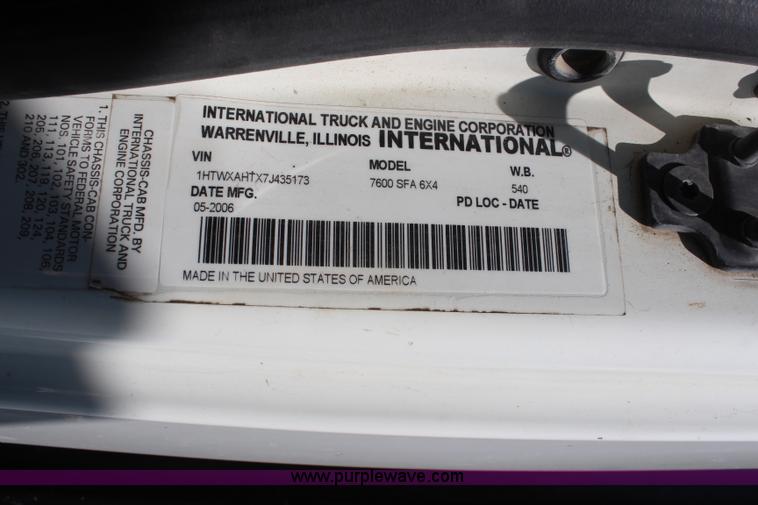 INTERNATIONAL TRUCK AND ENGINE CORPORATION
WARRENVILLE, ILLINOIS INTERNATIONAL®
VIN MODEL W.B.
1HTWXAHTX7J435173 7600 SFA 6X4 540
DATE MFG. PD LOC - DATE
05-2006
MADE IN THE UNITED STATES OF AMERICA
CHASSIS-CAB MFD. BY
INTERNATIONAL TRUCK AND
ENGINE CORPORATION
1. THIS CHASSIS-CAB CON-
FORMS TO FEDERAL MOTOR
VEHICLE SAFETY STANDARDS
NOS. 101, 102, 103, 104, 106,
111, 113, 119, 120, 124,
205, 206, 207, 208, 209,
210 AND 302.
www.purplewave.com